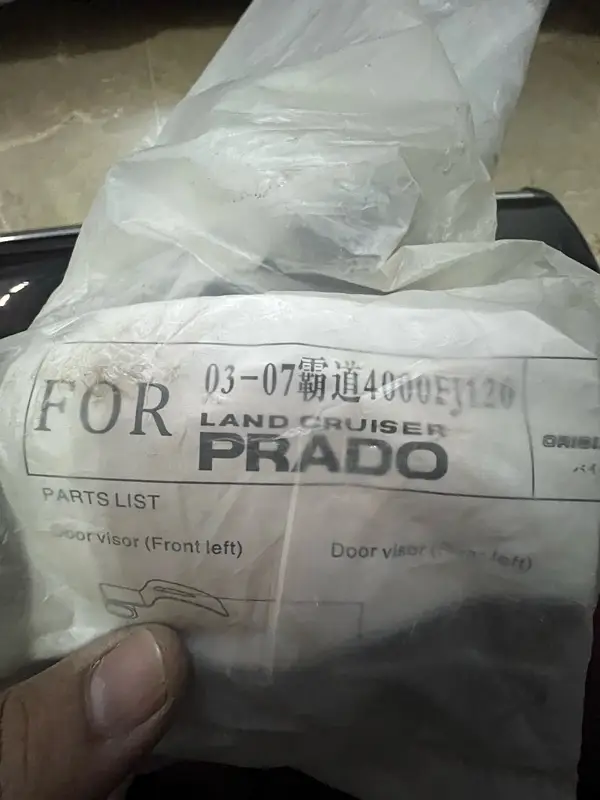 FOR
03-07霸道4000FJ120
LAND CRUISER
PRADO
PARTS LIST
Door visor (Front left)
Door visor left)